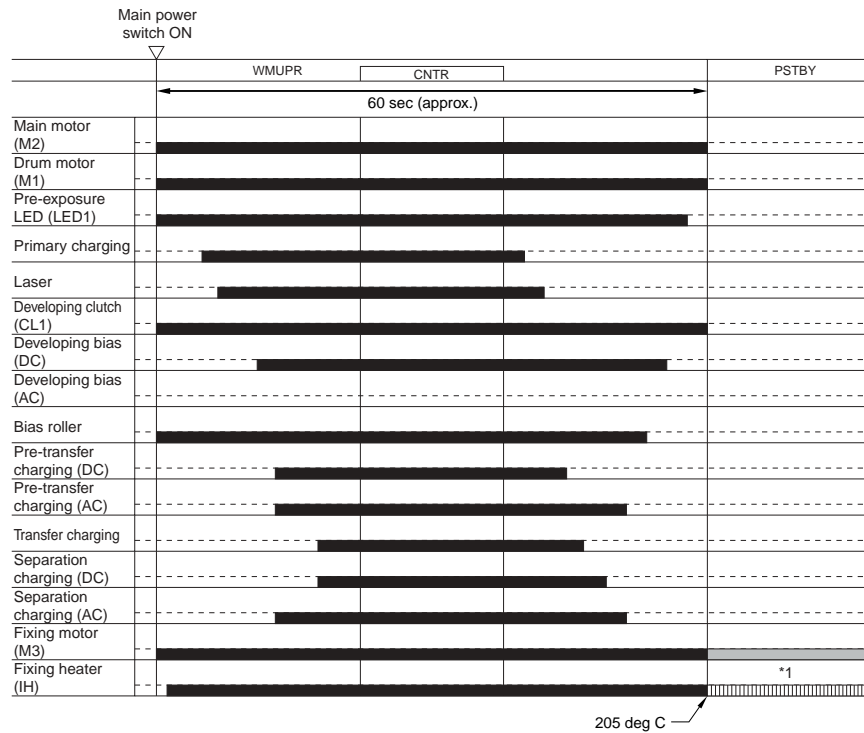 Main power
switch ON
WMUPR
CNTR
PSTBY
60 sec (approx.)
Main motor
(M2)
Drum motor
(M1)
Pre-exposure
LED (LED1)
Primary charging
Laser
Developing clutch
(CL1)
Developing bias
(DC)
Developing bias
(AC)
Bias roller
Pre-transfer
charging (DC)
Pre-transfer
charging (AC)
Transfer charging
Separation
charging (DC)
Separation
charging (AC)
Fixing motor
(M3)
Fixing heater
(IH)
*1
205 deg C